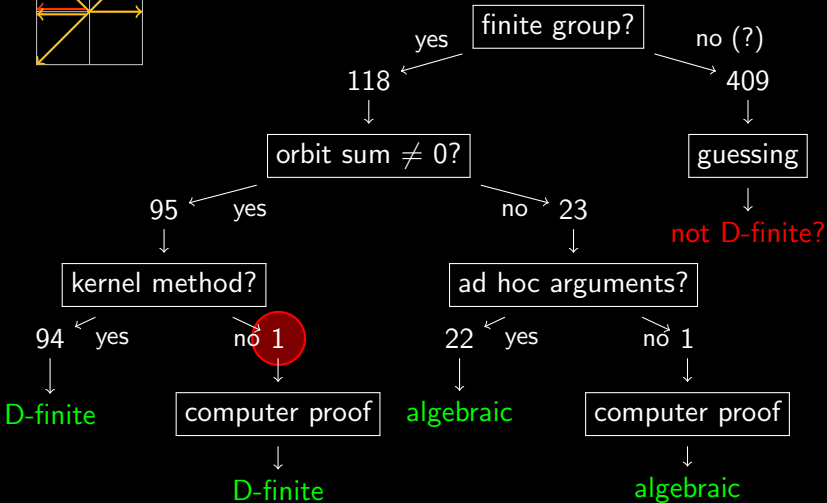 finite group?
yes
no (?)
118
409
orbit sum ≠ 0?
guessing
95
yes
no
23
not D-finite?
kernel method?
ad hoc arguments?
94
yes
no
1
22
yes
no
1
D-finite
computer proof
algebraic
computer proof
D-finite
algebraic